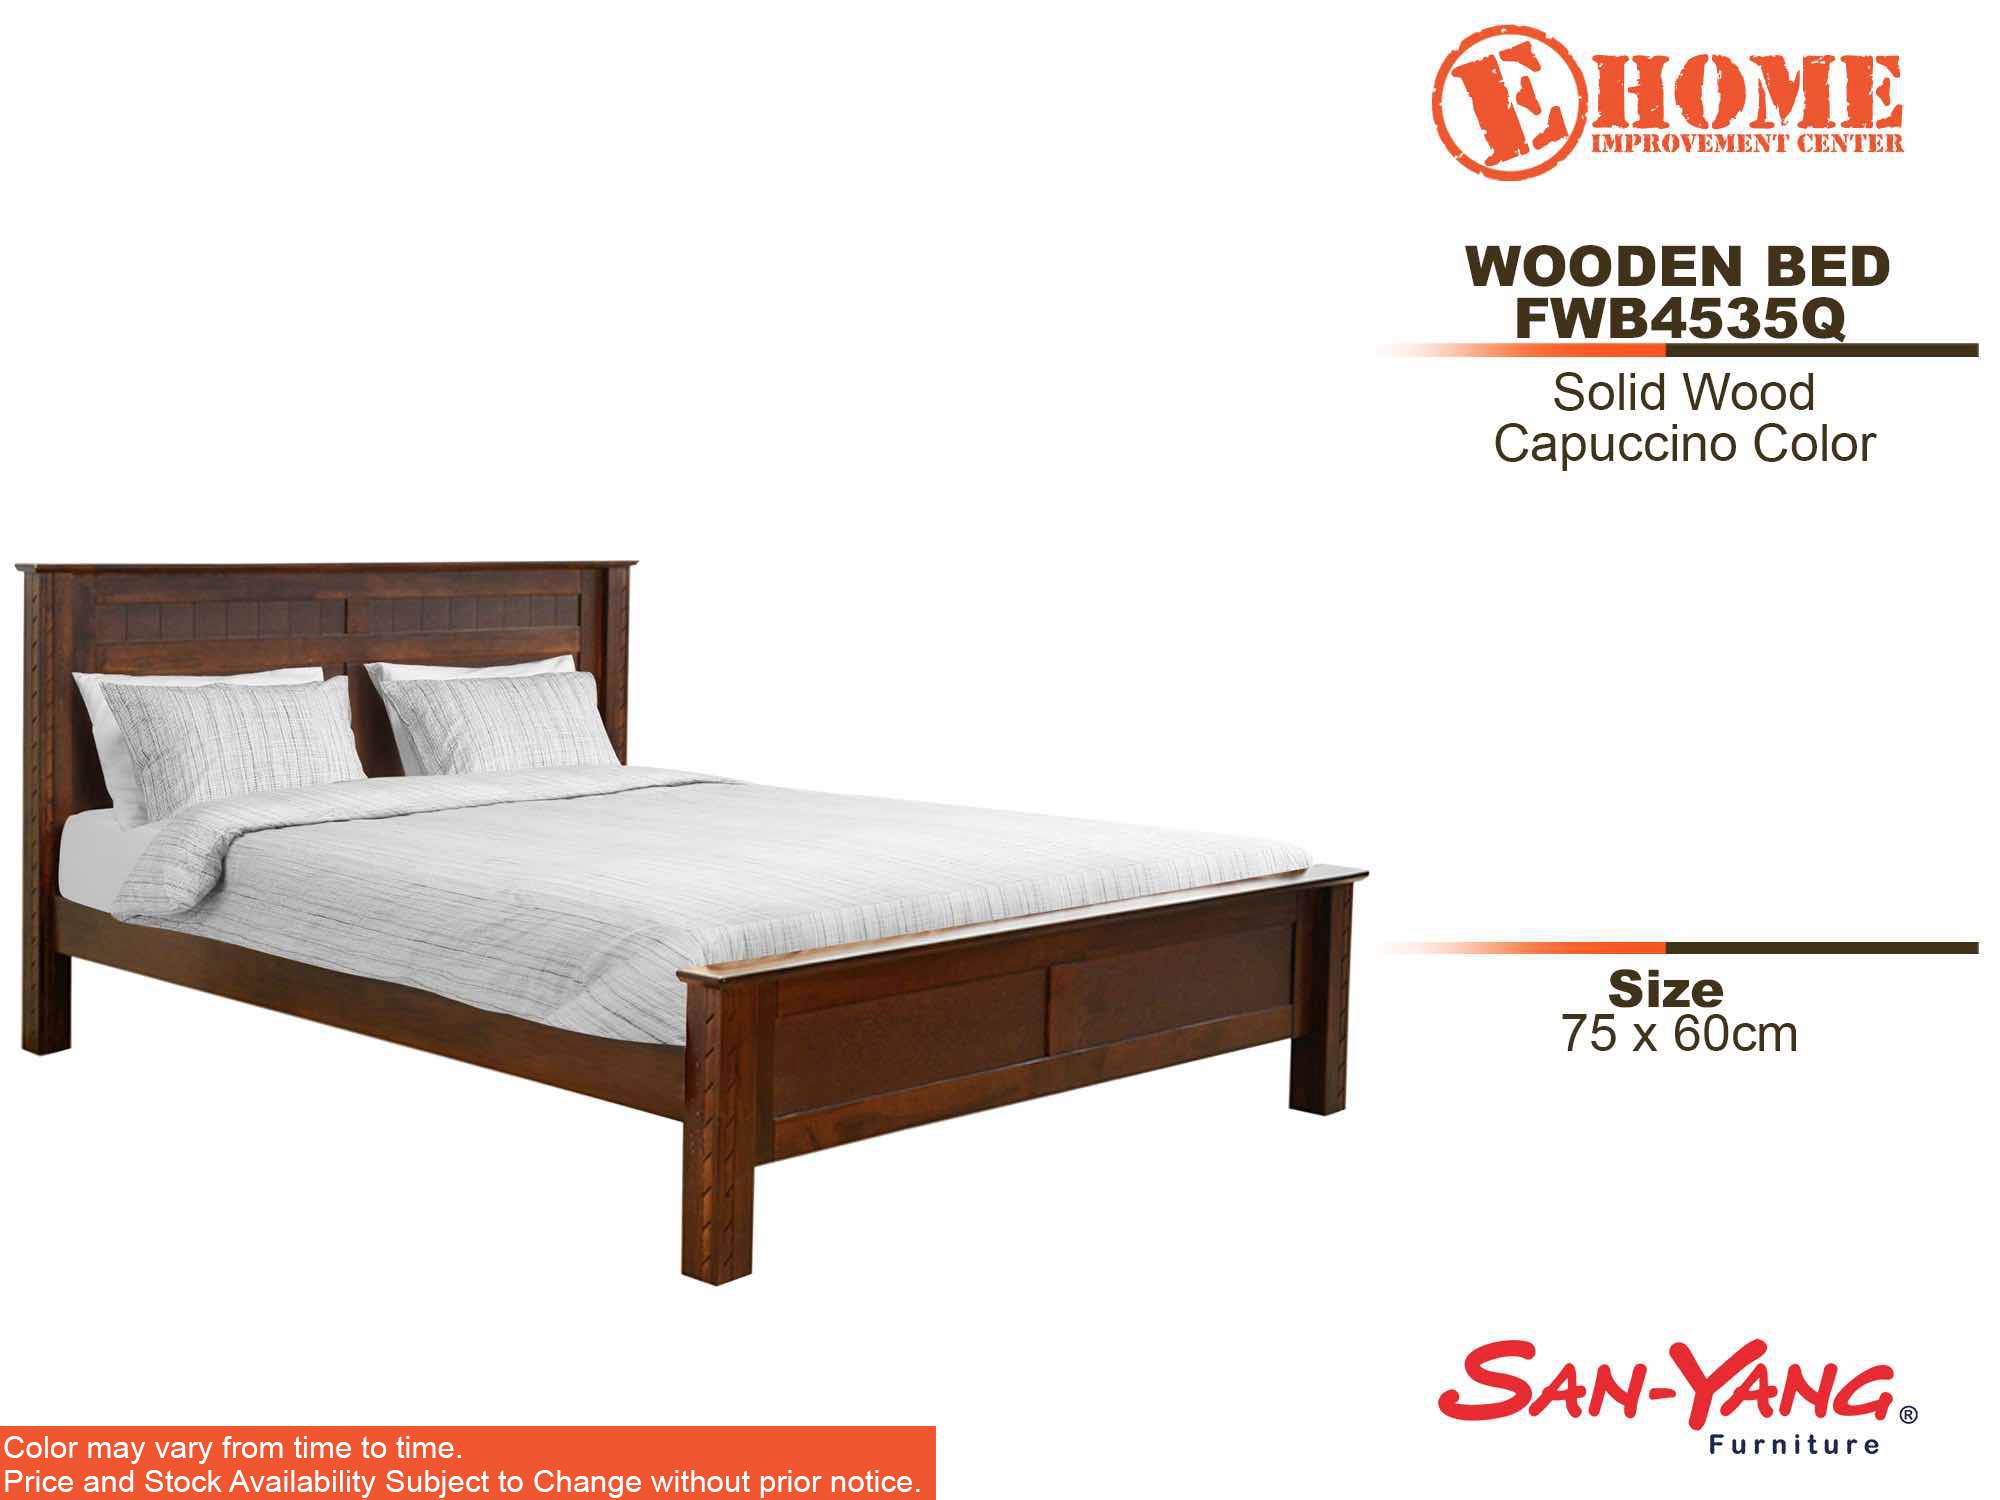 E HOME
IMPROVEMENT CENTER
WOODEN BED
FWB4535Q
Solid Wood
Capuccino Color
Size
75 x 60cm
SAN-YANG®
Furniture
Color may vary from time to time.
Price and Stock Availability Subject to Change without prior notice.